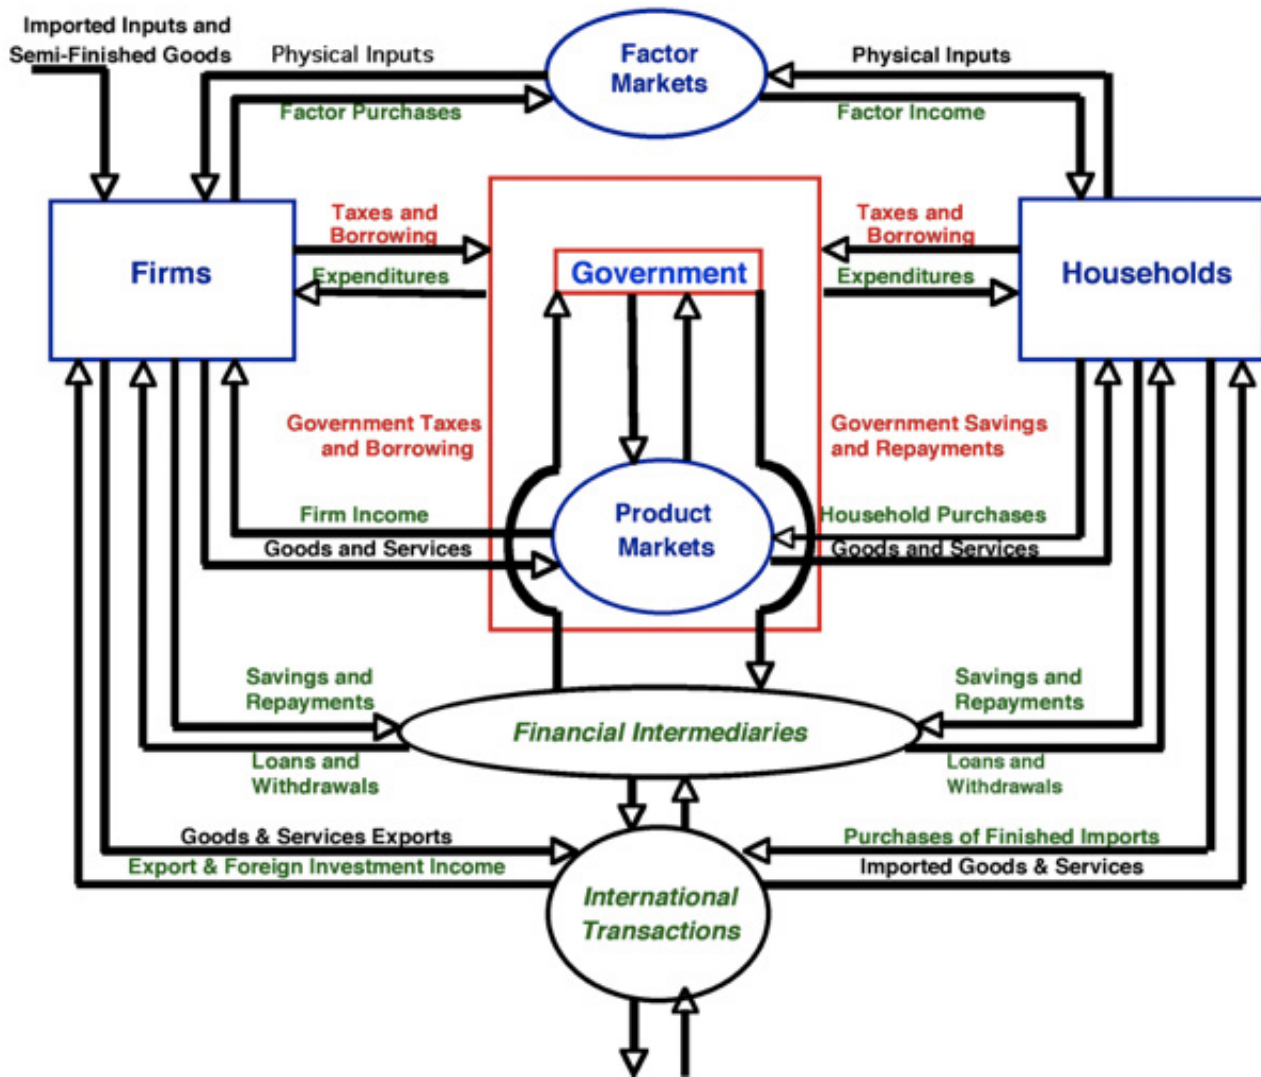 Imported Inputs and
Semi-Finished Goods
Physical Inputs
Factor Purchases
Factor
Markets
Physical Inputs
Factor Income
Firms
Taxes and
Borrowing
Expenditures
Government
Taxes and
Borrowing
Expenditures
Households
Government Taxes
and Borrowing
Government Savings
and Repayments
Firm Income
Goods and Services
Product
Markets
Household Purchases
Goods and Services
Savings and
Repayments
Financial Intermediaries
Savings and
Repayments
Loans and
Withdrawals
Loans and
Withdrawals
Goods & Services Exports
Export & Foreign Investment Income
Purchases of Finished Imports
Imported Goods & Services
International
Transactions